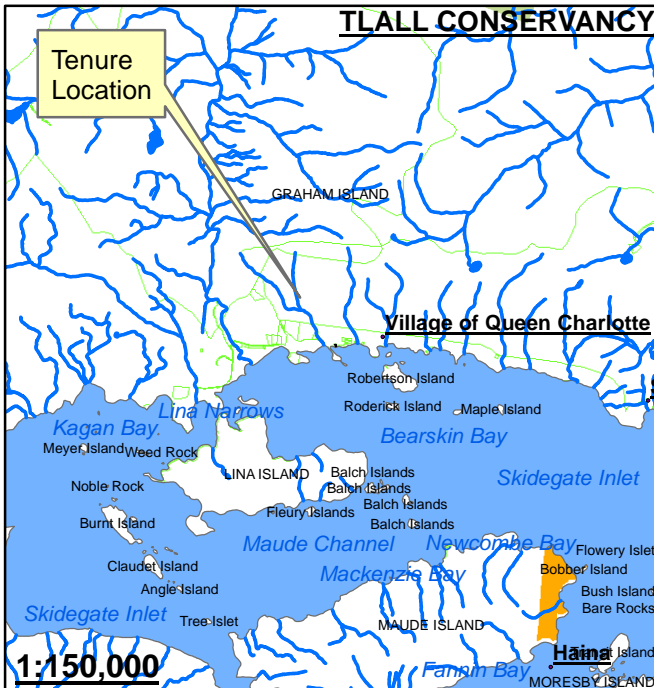 TLALL CONSERVANCY
Tenure
Location
GRAHAM ISLAND
Village of Queen Charlotte
Robertson Island
Roderick Island
Maple Island
Lina Narrows
Kagan Bay
Bearskin Bay
Meyer Island
Weed Rock
LINA ISLAND
Balch Islands
Balch Islands
Skidegate Inlet
Noble Rock
Balch Islands
Fleury Islands
Burnt Island
Balch Islands
Maude Channel
Newcombe Bay
Flowery Islet
Claudet Island
Mackenzie Bay
Bobber Island
Angle Island
Bush Island
Bare Rocks
Skidegate Inlet
Tree Islet
MAUDE ISLAND
Haina
Island
1:150,000
Fannin Bay
MORESBY ISLAND